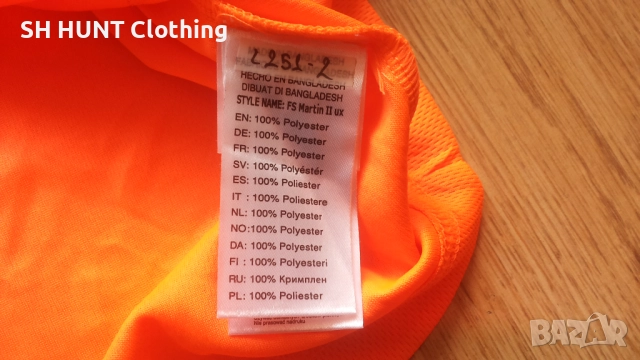 SH HUNT Clothing
2251-2
HECHO EN BANGLADESH
DIBUAT DI BANGLADESH
STYLE NAME: FS Martin II ux
EN: 100% Polyester
DE: 100% Polyester
FR: 100% Polyester
SV: 100% Polyéstér
ES: 100% Poliester
IT : 100% Poliestere
NL: 100% Polyester
NO: 100% Polyester
DA: 100% Polyester
FI : 100% Polyesteri
RU: 100% Кримплен
PL: 100% Poliester
BAZAR